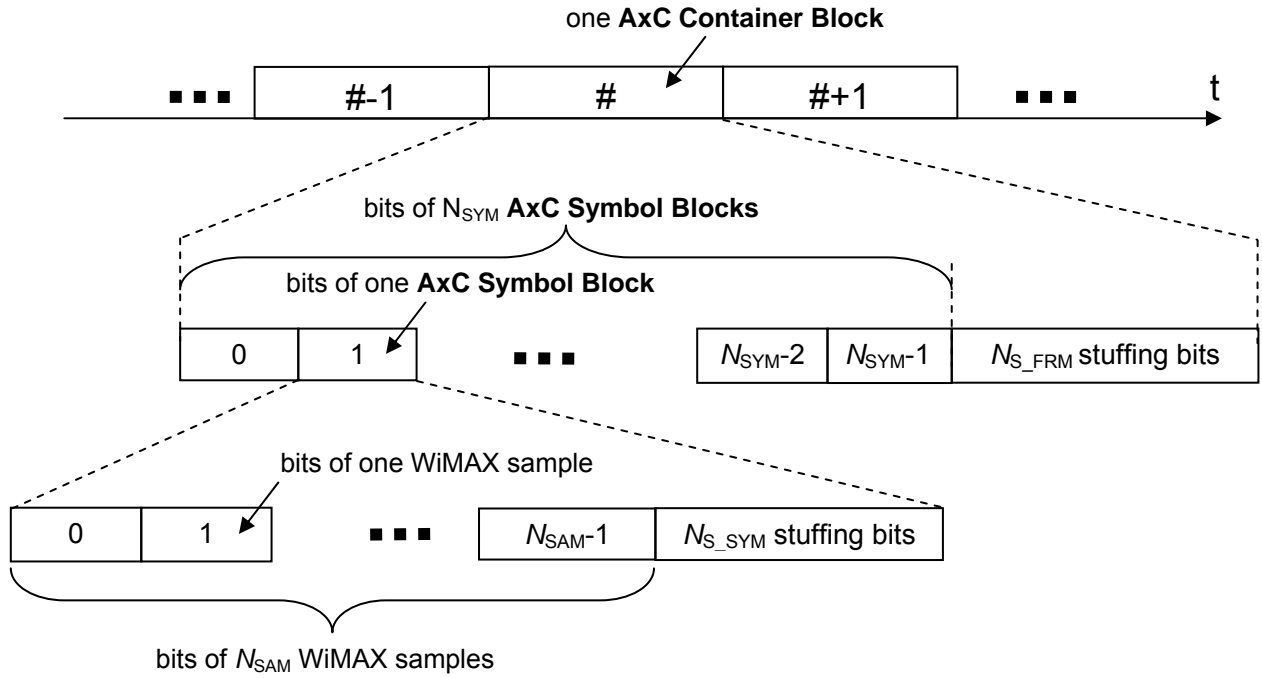 one AxC Container Block
#-1 # #+1 t
bits of NSYM AxC Symbol Blocks
bits of one AxC Symbol Block
0 1 NSYM-2 NSYM-1 NS_FRM stuffing bits
bits of one WiMAX sample
0 1 NSAM-1 NS_SYM stuffing bits
bits of NSAM WiMAX samples